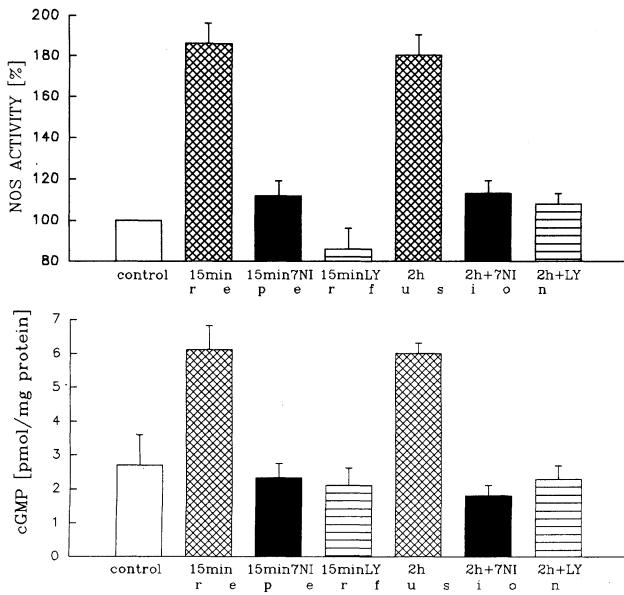 NOS ACTIVITY [%]
200
180
160
140
120
100
80
control 15min 15min7NI 15minLY 2h 2h+7NI 2h+LY
r e p e r f u s i o n
cGMP [pmol/mg protein]
7
6
5
4
3
2
1
0
control 15min 15min7NI 15minLY 2h 2h+7NI 2h+LY
r e p e r f u s i o n